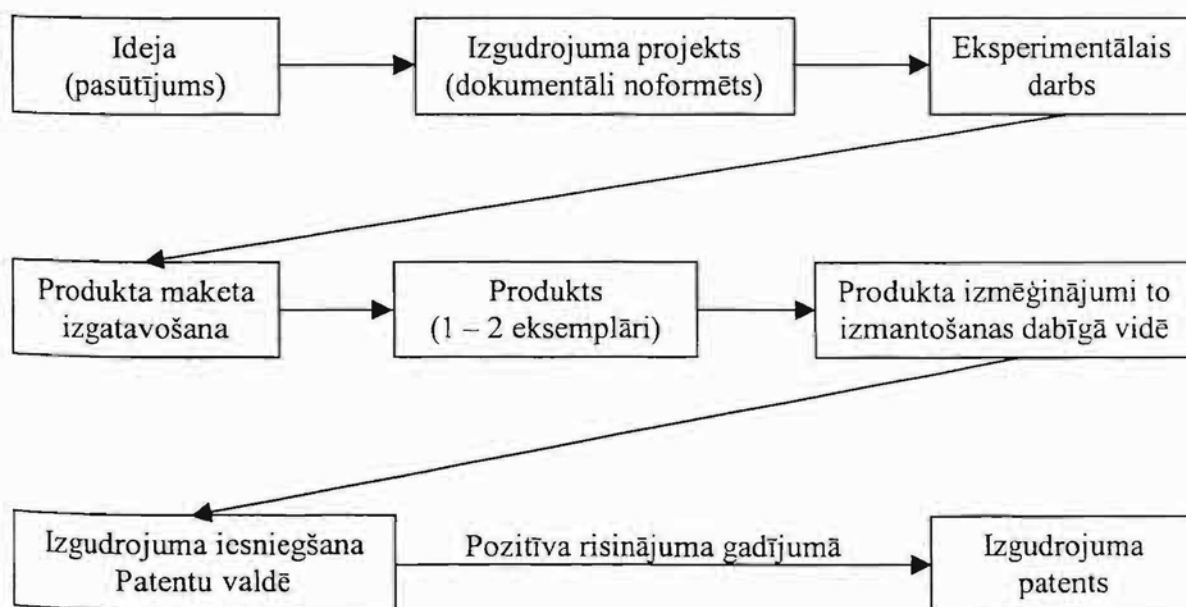 Ideja
(pasūtījums)
Izgudrojuma projekts
(dokumentāli noformēts)
Eksperimentālais
darbs
Produkta maketa
izgatavošana
Produkts
(1 – 2 eksemplāri)
Produkta izmēģinājumi to
izmantošanas dabīgā vidē
Izgudrojuma iesniegšana
Patentu valdē
Pozitīva risinājuma gadījumā
Izgudrojuma
patents